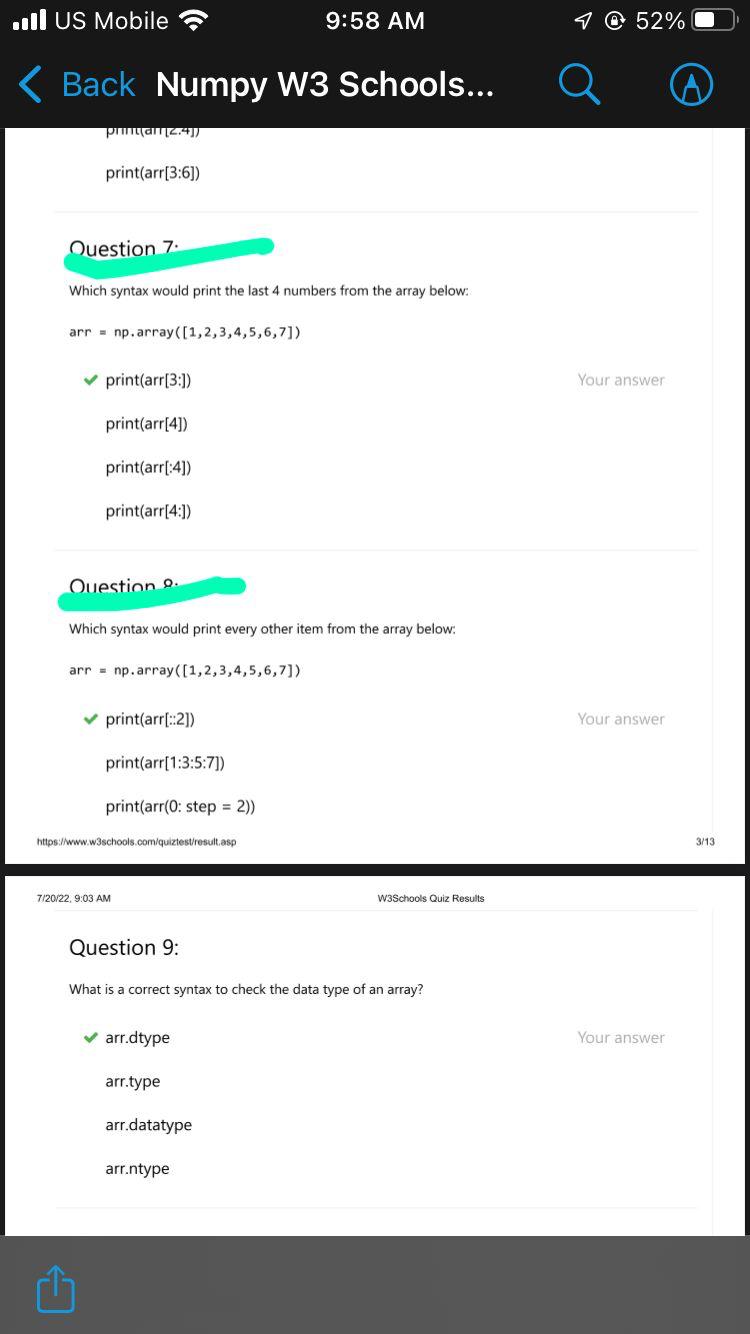 US Mobile 9:58 AM 52%
Back Numpy W3 Schools...
print(arr[2:4])
print(arr[3:6])
Question 7:
Which syntax would print the last 4 numbers from the array below:
arr = np.array([1,2,3,4,5,6,7])
print(arr[3:]) Your answer
print(arr[4])
print(arr[:4])
print(arr[4:])
Question 8:
Which syntax would print every other item from the array below:
arr = np.array([1,2,3,4,5,6,7])
print(arr[::2]) Your answer
print(arr[1:3:5:7])
print(arr(0: step = 2))
https://www.w3schools.com/quiztest/result.asp 3/13
7/20/22, 9:03 AM W3Schools Quiz Results
Question 9:
What is a correct syntax to check the data type of an array?
arr.dtype Your answer
arr.type
arr.datatype
arr.ntype